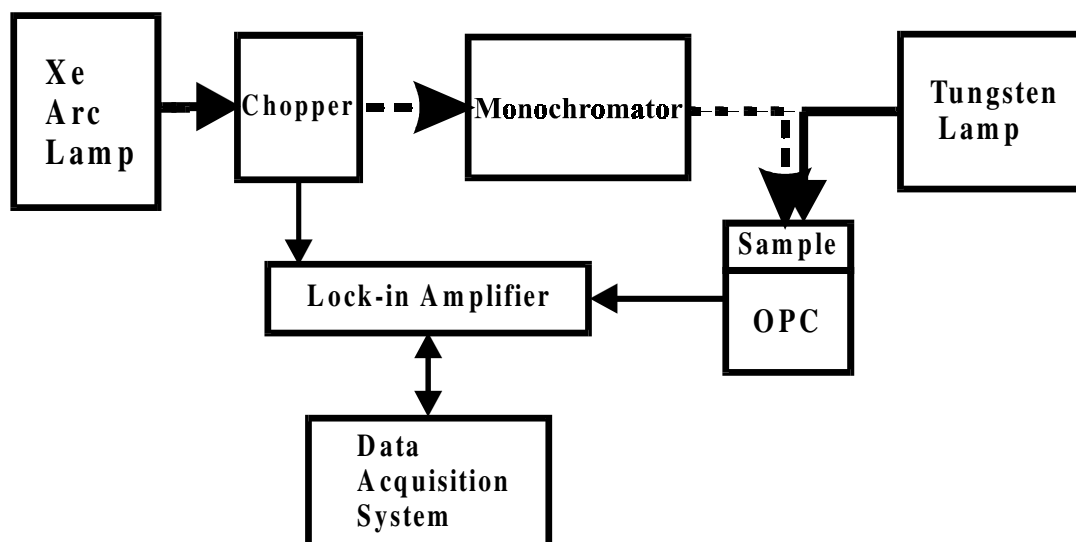 Xe
Arc
Lamp
Chopper
Monochromator
Tungsten
Lamp
Sample
OPC
Lock-in Amplifier
Data
Acquisition
System